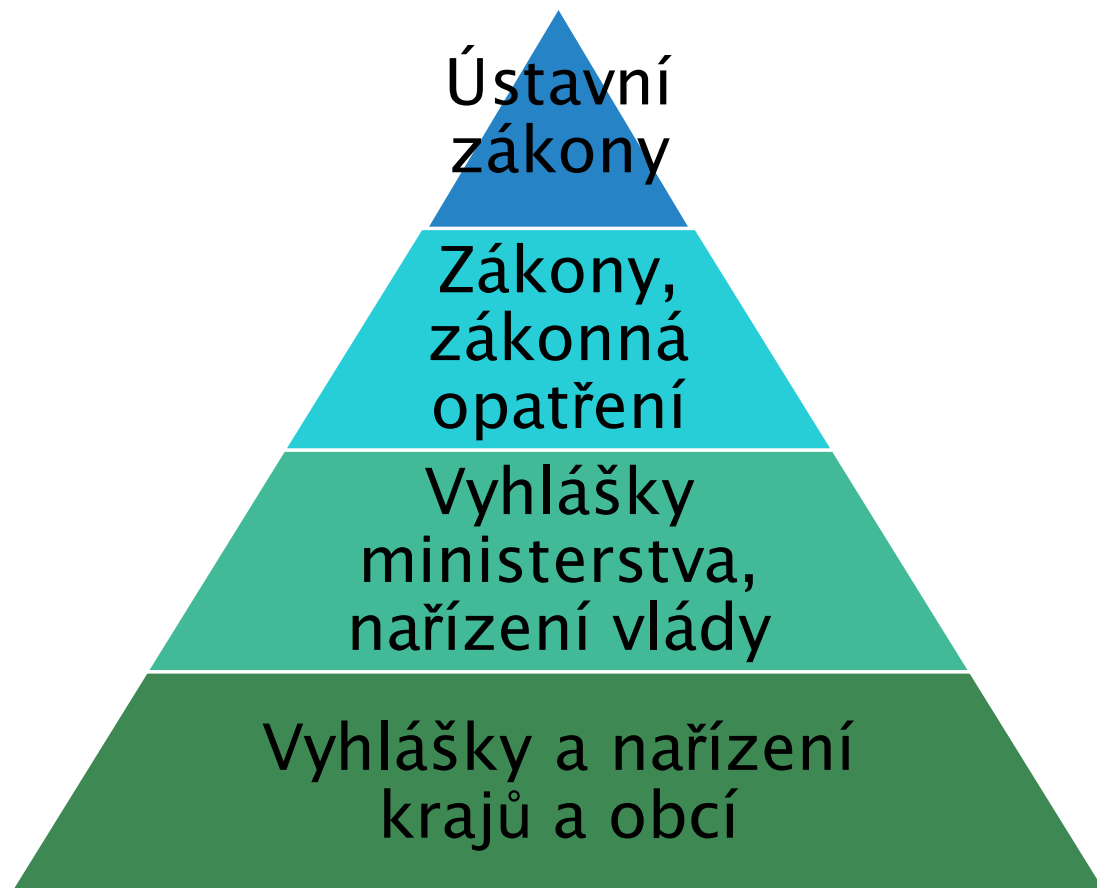 Ústavní
zákony
Zákony,
zákonná
opatření
Vyhlášky
ministerstva,
nařízení vlády
Vyhlášky a nařízení
krajů a obcí